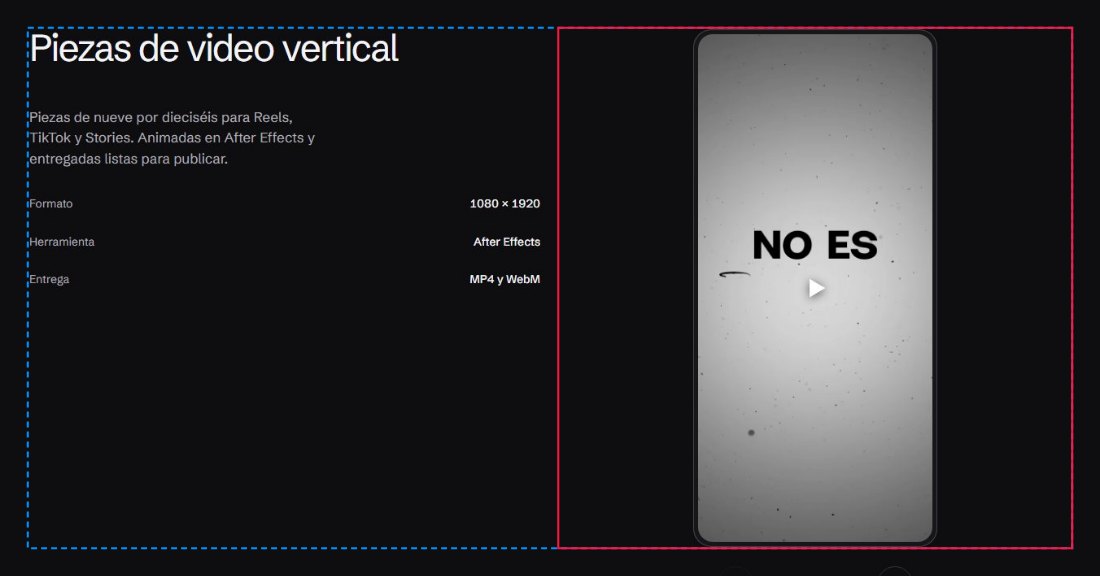 Piezas de video vertical
Piezas de nueve por dieciséis para Reels,
TikTok y Stories. Animadas en After Effects y
entregadas listas para publicar.
Formato 1080 × 1920
Herramienta After Effects
Entrega MP4 y WebM
NO ES